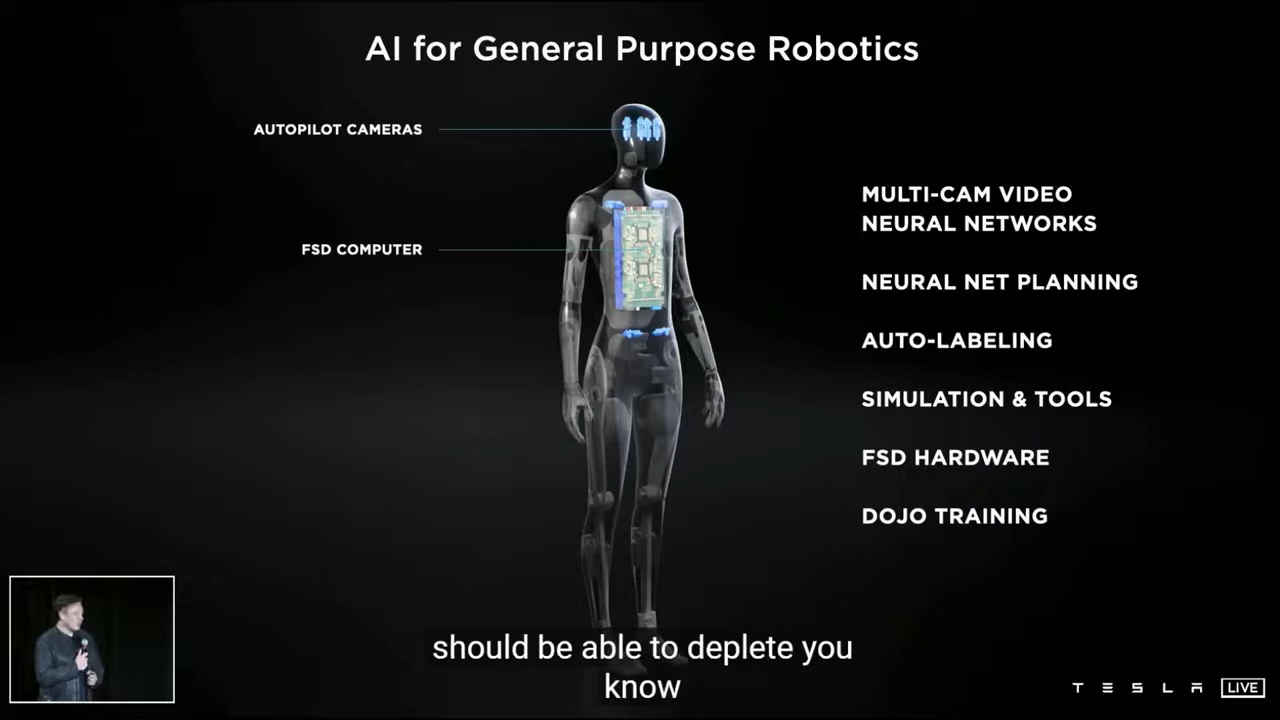 AI for General Purpose Robotics
AUTOPILOT CAMERAS
FSD COMPUTER
MULTI-CAM VIDEO
NEURAL NETWORKS
NEURAL NET PLANNING
AUTO-LABELING
SIMULATION & TOOLS
FSD HARDWARE
DOJO TRAINING
should be able to deplete you
know
TESLA LIVE